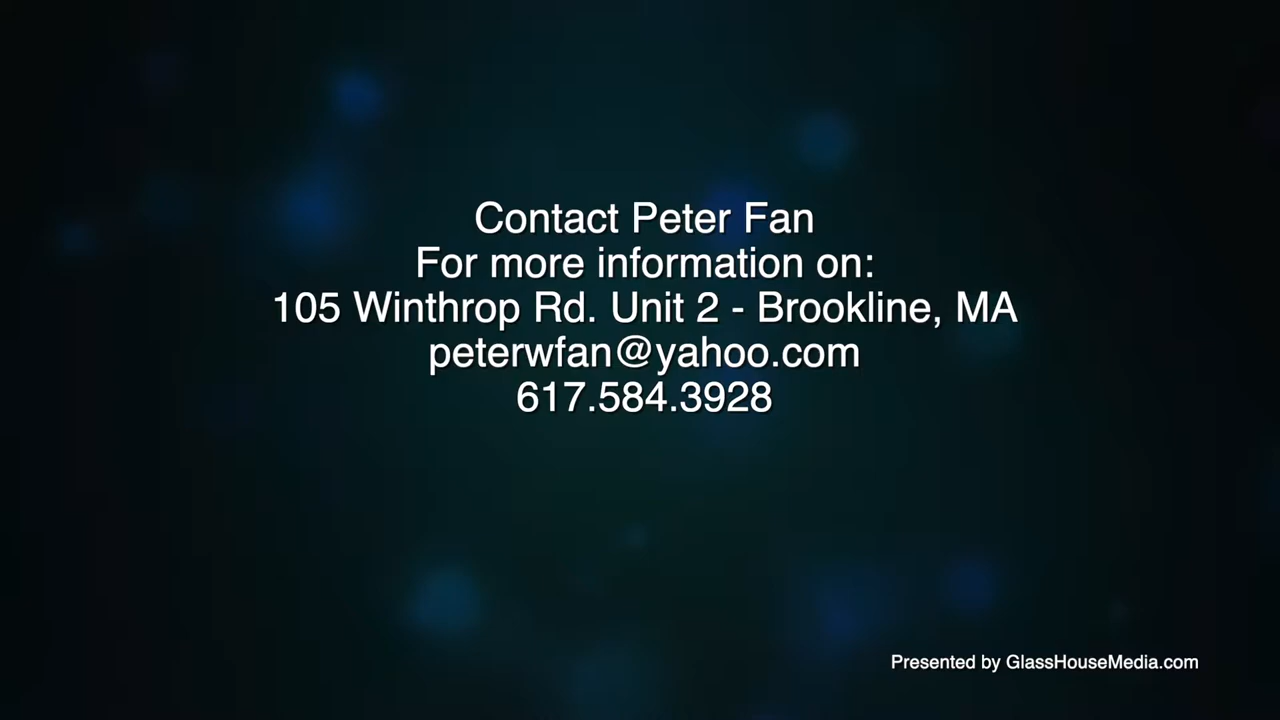 Contact Peter Fan
For more information on:
105 Winthrop Rd. Unit 2 - Brookline, MA
peterwfan@yahoo.com
617.584.3928
Presented by GlassHouseMedia.com